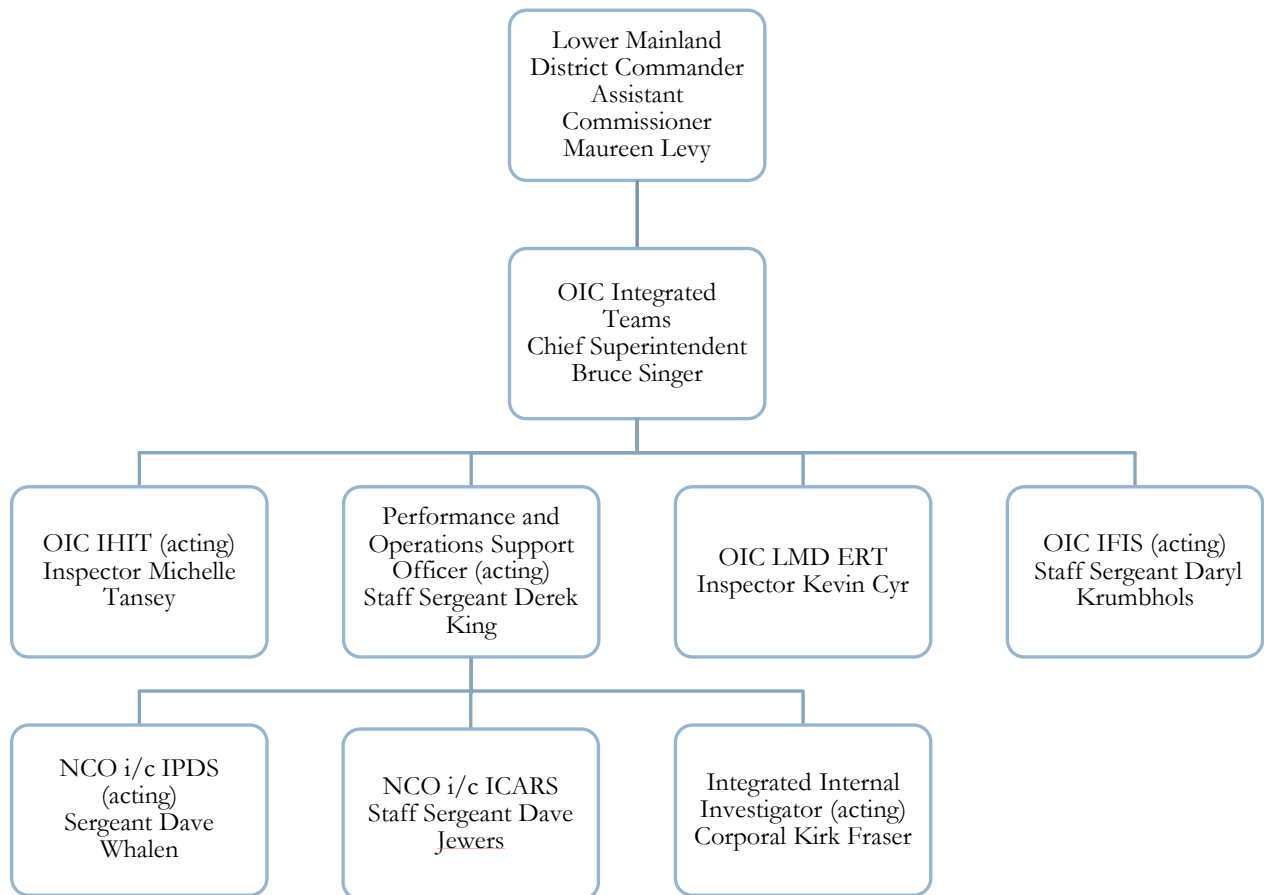 Lower Mainland
District Commander
Assistant
Commissioner
Maureen Levy
OIC Integrated
Teams
Chief Superintendent
Bruce Singer
OIC IHIT (acting)
Inspector Michelle
Tansey
Performance and
Operations Support
Officer (acting)
Staff Sergeant Derek
King
OIC LMD ERT
Inspector Kevin Cyr
OIC IFIS (acting)
Staff Sergeant Daryl
Krumbhols
NCO i/c IPDS
(acting)
Sergeant Dave
Whalen
NCO i/c ICARS
Staff Sergeant Dave
Jewers
Integrated Internal
Investigator (acting)
Corporal Kirk Fraser